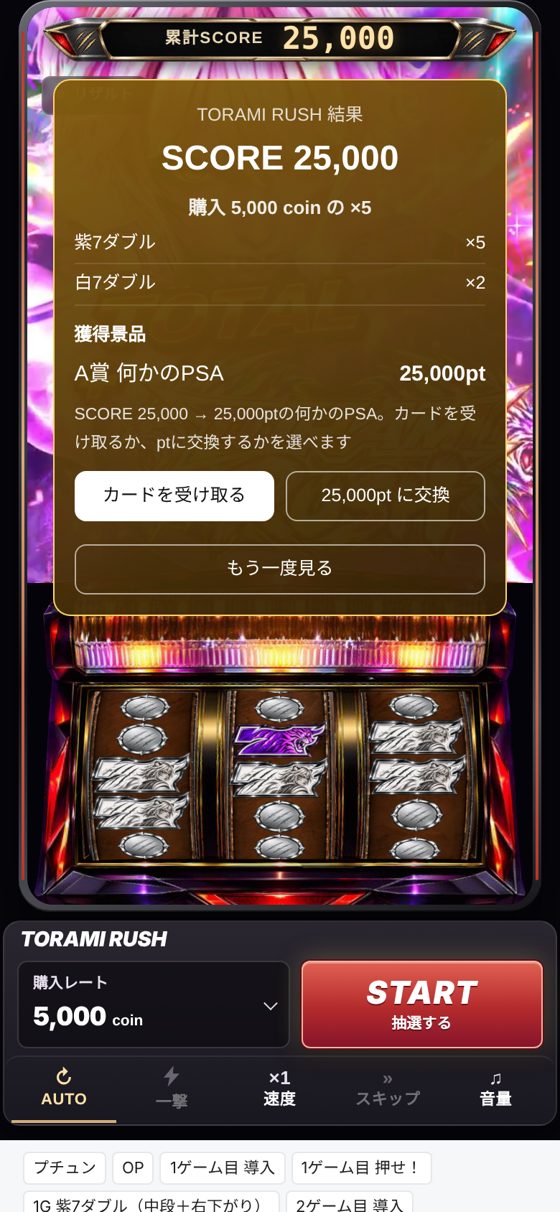 累計SCORE 25,000
リザルト
TORAMI RUSH 結果
SCORE 25,000
購入 5,000 coin の ×5
紫7ダブル ×5
白7ダブル ×2
TOTAL
獲得景品
A賞 何かのPSA 25,000pt
SCORE 25,000 → 25,000ptの何かのPSA。カードを受
け取るか、ptに交換するかを選べます
カードを受け取る 25,000pt に交換
もう一度見る
TORAMI RUSH
購入レート
5,000 coin
START
抽選する
AUTO
一撃
×1
速度
»
スキップ
♫
音量
プチュン OP 1ゲーム目 導入 1ゲーム目 押せ！
1G 紫7ダブル（中段＋右下がり） 2ゲーム目 導入